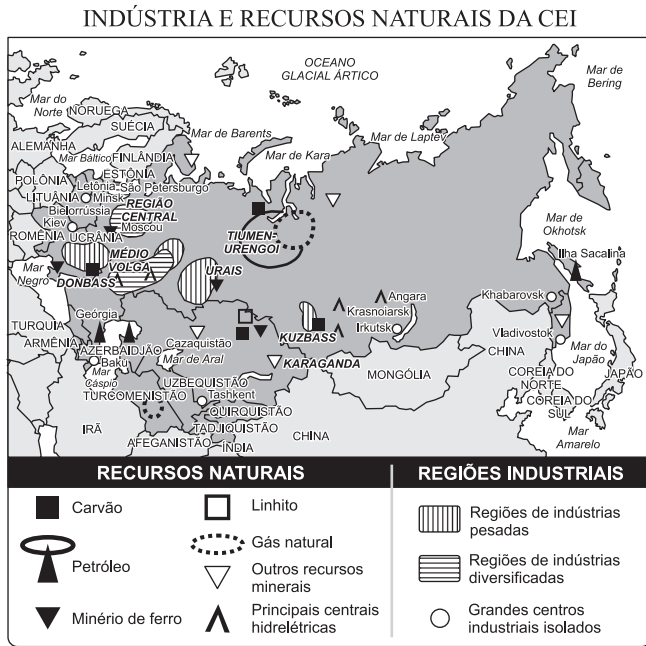 INDÚSTRIA E RECURSOS NATURAIS DA CEI
OCEANO
GLACIAL ÁRTICO
Mar de
Bering
Mar do
Norte
NORUEGA
SUÉCIA
Mar de Barents
Mar de Kara
Mar de Laptev
ALEMANHA
Mar Báltico
FINLÂNDIA
ESTÔNIA
POLÔNIA
Letônia
São Petersburgo
LITUÂNIA
Minsk
Bielorrússia
REGIÃO
CENTRAL
Moscou
Kiev
ROMÊNIA
UCRÂNIA
MÉDIO
VOLGA
TIUMEN-
URENGOI
Mar de
Okhotsk
Ilha Sacalina
Mar
Negro
DONBASS
URAIS
Geórgia
Angara
Krasnoiarsk
Khabarovsk
TURQUIA
Irkutsk
Vladivostok
ARMÊNIA
AZERBAIDJÃO
Cazaquistão
KUZBASS
Baku
Mar de Aral
KARAGANDA
CHINA
Mar do
Japão
Mar
Cáspio
UZBEQUISTÃO
MONGÓLIA
COREIA DO
NORTE
JAPÃO
TURCOMENISTÃO
Tashkent
QUIRQUISTÃO
COREIA DO
SUL
IRÃ
TADJIQUISTÃO
AFEGANISTÃO
ÍNDIA
CHINA
Mar
Amarelo
RECURSOS NATURAIS
Carvão
Petróleo
Minério de ferro
Linhito
Gás natural
Outros recursos
minerais
Principais centrais
hidrelétricas
REGIÕES INDUSTRIAIS
Regiões de indústrias
pesadas
Regiões de indústrias
diversificadas
Grandes centros
industriais isolados